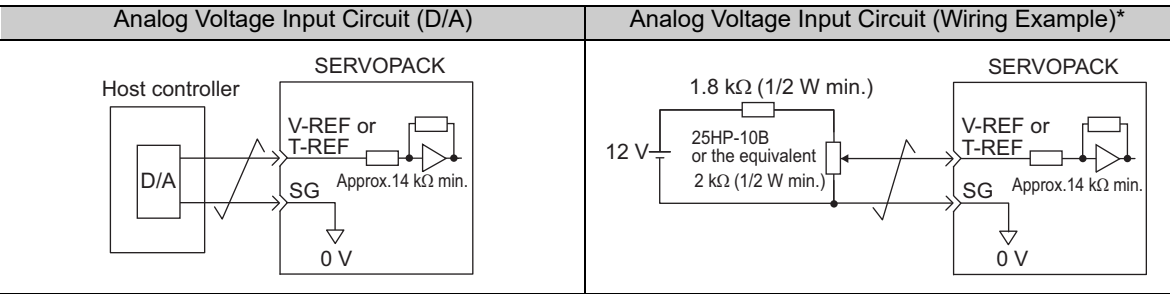 Analog Voltage Input Circuit (D/A)
Analog Voltage Input Circuit (Wiring Example)*
SERVOPACK
Host controller
V-REF or
T-REF
D/A
Approx.14 kΩ min.
SG
0 V
SERVOPACK
1.8 kΩ (1/2 W min.)
V-REF or
T-REF
25HP-10B
or the equivalent
12 V
2 kΩ (1/2 W min.)
Approx.14 kΩ min.
SG
0 V